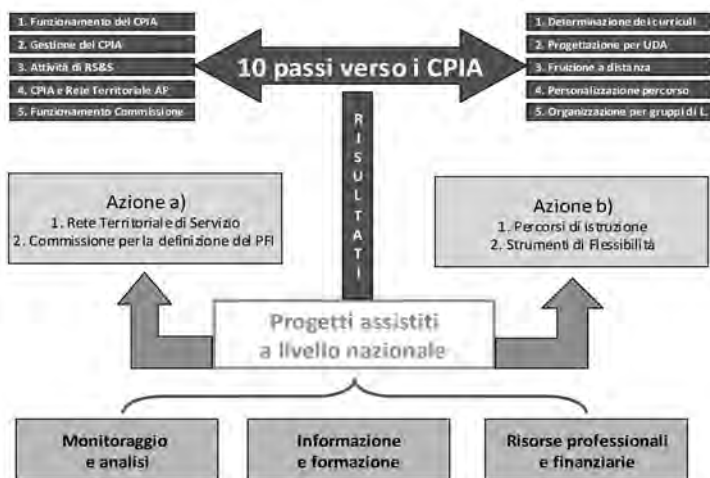 1. Funzionamento del CPIA
2. Gestione del CPIA
3. Attività di RS&S
4. CPIA e Rete Territoriale AP
5. Funzionamento Commissione
10 passi verso i CPIA
1. Determinazione dei curriculi
2. Progettazione per UDA
3. Fruizione a distanza
4. Personalizzazione percorso
5. Organizzazione per gruppi di L.
RISULTATI
Azione a)
1. Rete Territoriale di Servizio
2. Commissione per la definizione del PFI
Azione b)
1. Percorsi di istruzione
2. Strumenti di Flessibilità
Progetti assistiti
a livello nazionale
Monitoraggio
e analisi
Informazione
e formazione
Risorse professionali
e finanziarie